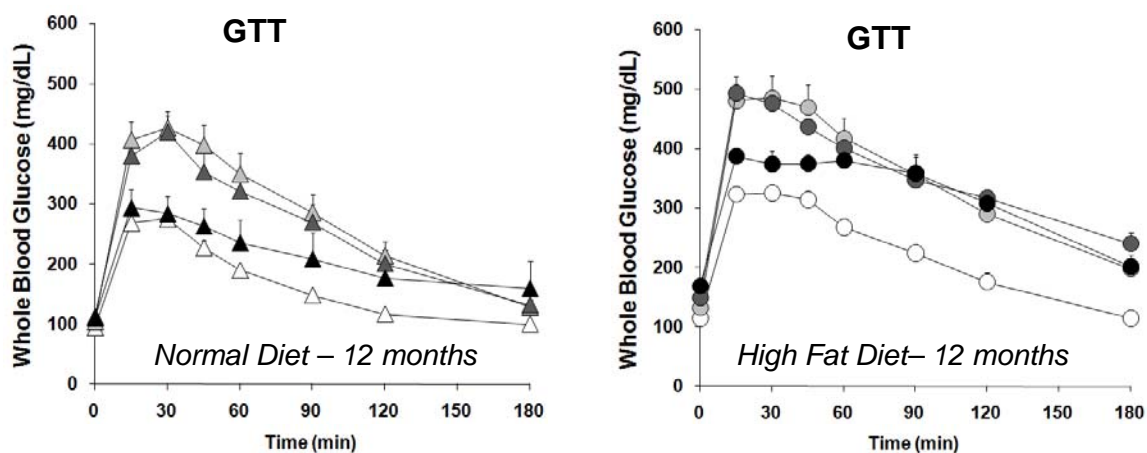 GTT
Whole Blood Glucose (mg/dL)
600
500
400
300
200
100
0
Normal Diet – 12 months
0 30 60 90 120 150 180
Time (min)
GTT
Whole Blood Glucose (mg/dL)
600
500
400
300
200
100
0
High Fat Diet– 12 months
0 30 60 90 120 150 180
Time (min)